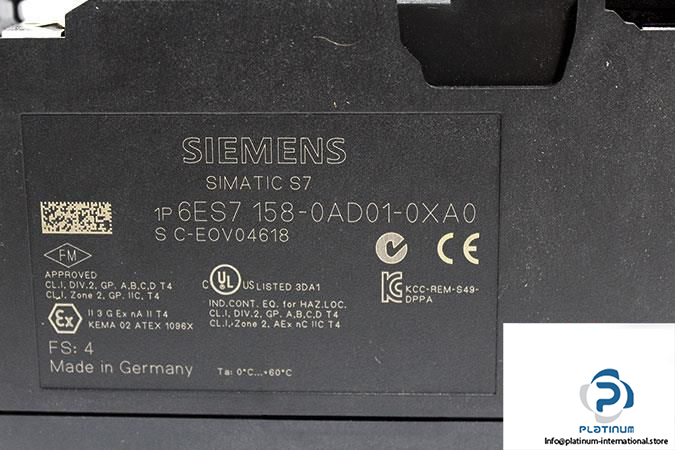 SIEMENS
SIMATIC S7
1P 6ES7 158-0AD01-0XA0
S C-E0V04618
FM
APPROVED
CL.I, DIV.2, GP. A,B,C,D T4
CL.I, Zone 2, GP. IIC, T4
Ex
II 3 G Ex nA II T4
KEMA 02 ATEX 1096X
FS: 4
Made in Germany
C UL US LISTED 3DA1
IND.CONT. EQ. for HAZ.LOC.
CL.I, DIV.2, GP. A,B,C,D T4
CL.I, Zone 2, AEx nC IIC T4
Ta: 0°C...+60°C
CE
KCC-REM-S49-
DPPA
PLATINUM
Info@platinum-international.store